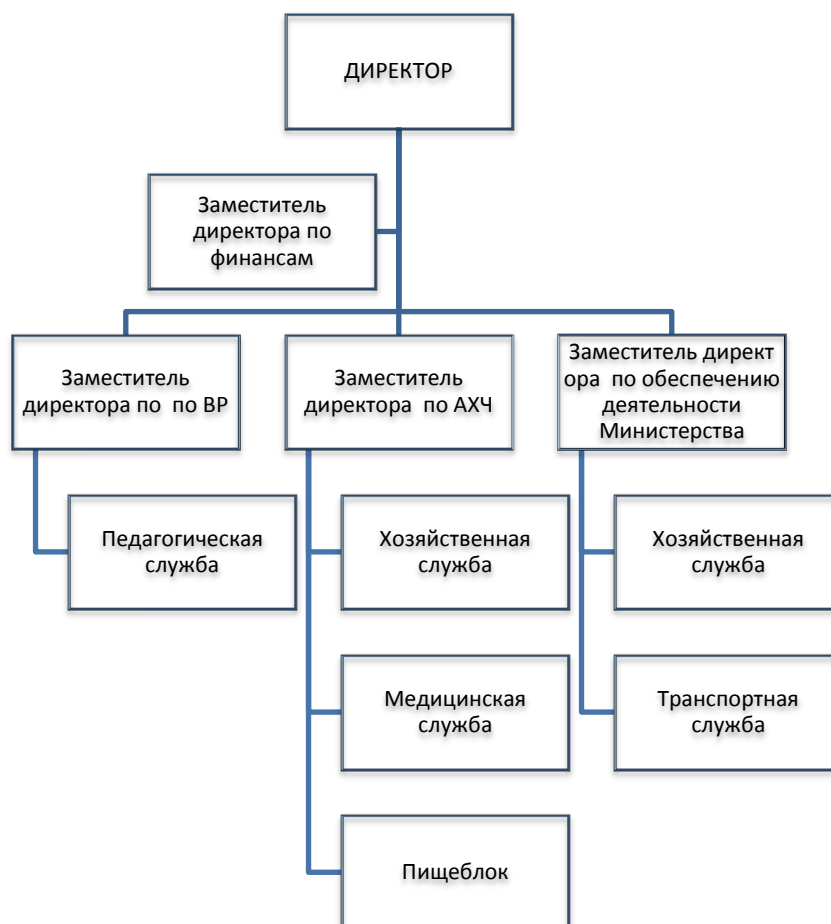 ДИРЕКТОР
Заместитель
директора по
финансам
Заместитель
директора по  по ВР
Заместитель
директора  по АХЧ
Заместитель директ
ора  по обеспечению
деятельности
Министерства
Педагогическая
служба
Хозяйственная
служба
Хозяйственная
служба
Медицинская
служба
Транспортная
служба
Пищеблок